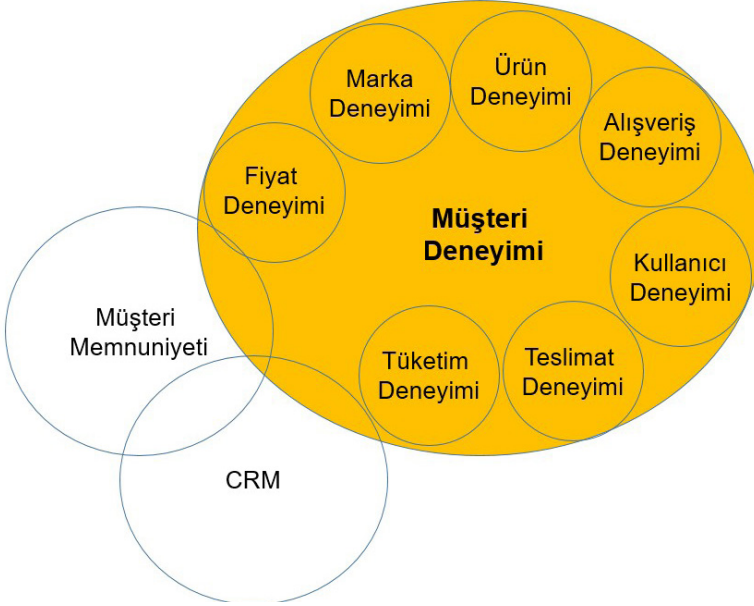 Marka
Deneyimi
Ürün
Deneyimi
Alışveriş
Deneyimi
Fiyat
Deneyimi
Müşteri
Deneyimi
Kullanıcı
Deneyimi
Müşteri
Memnuniyeti
Tüketim
Deneyimi
Teslimat
Deneyimi
CRM